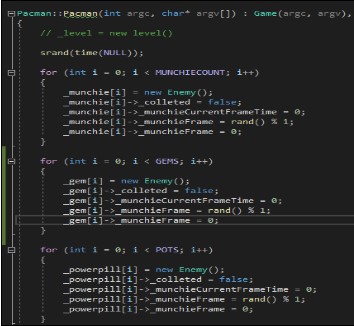 Pacman::Pacman(int argc, char* argv[]) : Game(argc, argv),
{
// _level = new level()
srand(time(NULL));
for (int i = 0; i < MUNCHIECOUNT; i++)
{
_munchie[i] = new Enemy();
_munchie[i]->_colleted = false;
_munchie[i]->_munchieCurrentFrameTime = 0;
_munchie[i]->_munchieFrame = rand() % 1;
_munchie[i]->_munchieFrame = 0;
}
for (int i = 0; i < GEMS; i++)
{
_gem[i] = new Enemy();
_gem[i]->_colleted = false;
_gem[i]->_munchieCurrentFrameTime = 0;
_gem[i]->_munchieFrame = rand() % 1;
_gem[i]->_munchieFrame = 0;
}
for (int i = 0; i < POTS; i++)
{
_powerpill[i] = new Enemy();
_powerpill[i]->_colleted = false;
_powerpill[i]->_munchieCurrentFrameTime = 0;
_powerpill[i]->_munchieFrame = rand() % 1;
_powerpill[i]->_munchieFrame = 0;
}